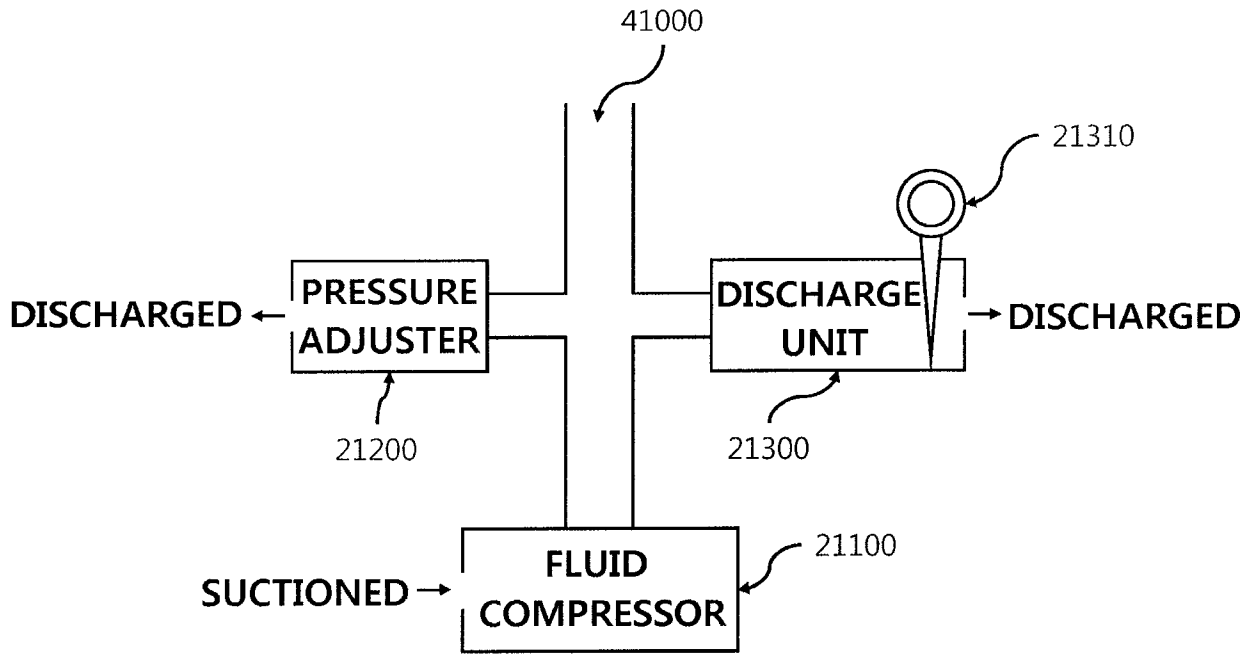 41000
21310
PRESSURE
ADJUSTER
DISCHARGED
DISCHARGE
UNIT
DISCHARGED
21200
21300
FLUID
COMPRESSOR
SUCTIONED
21100